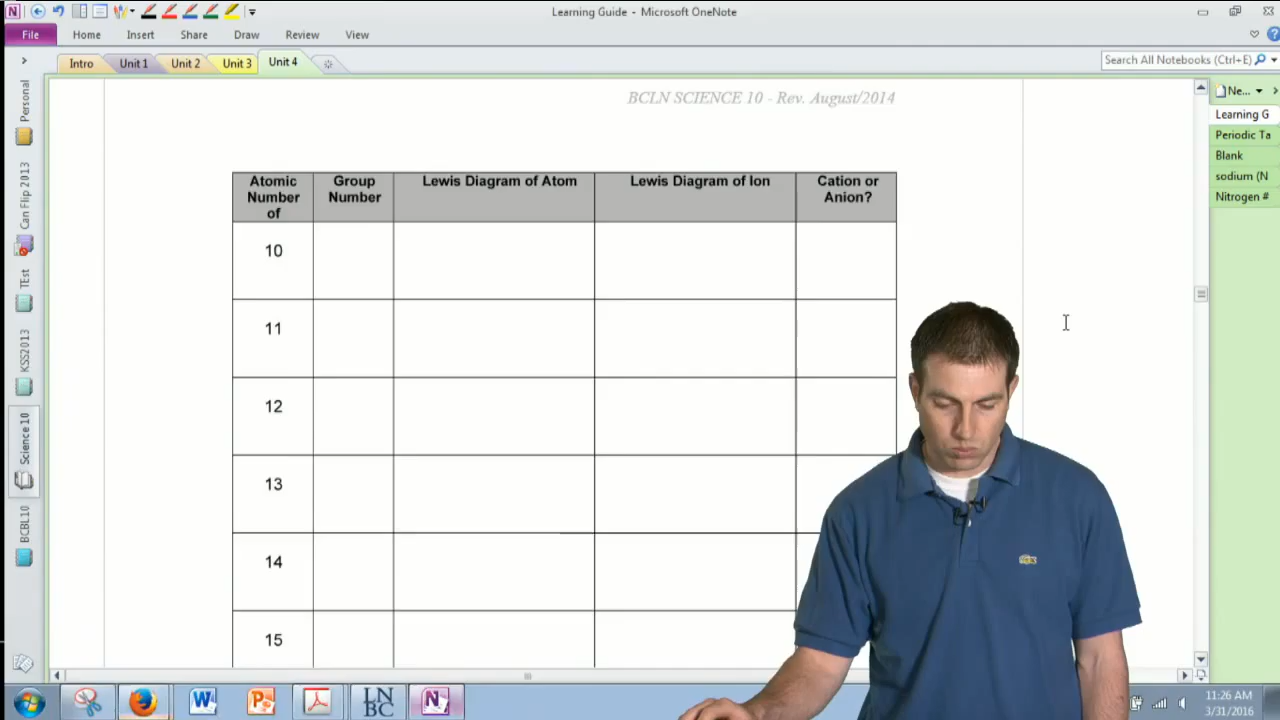 Learning Guide - Microsoft OneNote
File Home Insert Share Draw Review View
Intro Unit 1 Unit 2 Unit 3 Unit 4
Search All Notebooks (Ctrl+E)
Ne...
Learning G
Periodic Ta
Blank
sodium (N
Nitrogen #
Personal
Can Flip 2013
TEst
KSS2013
Science 10
BCBL10
BCLN SCIENCE 10 - Rev. August/2014
Atomic Number of
Group Number
Lewis Diagram of Atom
Lewis Diagram of Ion
Cation or Anion?
10
11
12
13
14
15
LN
BC
11:26 AM
3/31/2016